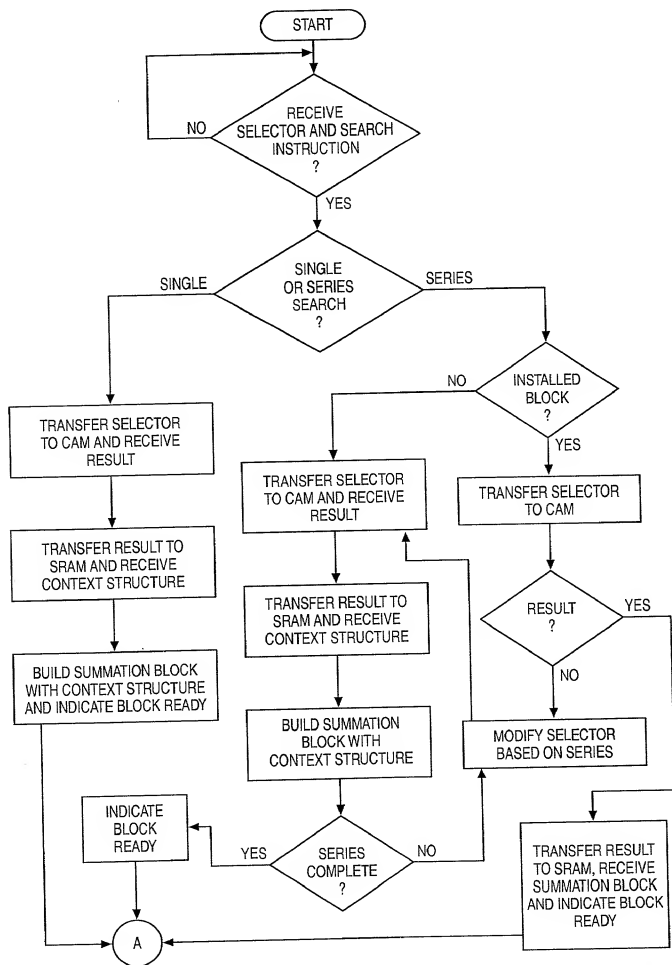 START
RECEIVE
SELECTOR AND SEARCH
INSTRUCTION
?
NO
YES
SINGLE
OR SERIES
SEARCH
?
SINGLE
SERIES
INSTALLED
BLOCK
?
NO
YES
TRANSFER SELECTOR
TO CAM AND RECEIVE
RESULT
TRANSFER SELECTOR
TO CAM AND RECEIVE
RESULT
TRANSFER SELECTOR
TO CAM
TRANSFER RESULT TO
SRAM AND RECEIVE
CONTEXT STRUCTURE
TRANSFER RESULT TO
SRAM AND RECEIVE
CONTEXT STRUCTURE
RESULT
?
YES
NO
BUILD SUMMATION BLOCK
WITH CONTEXT STRUCTURE
AND INDICATE BLOCK READY
BUILD SUMMATION
BLOCK WITH
CONTEXT STRUCTURE
MODIFY SELECTOR
BASED ON SERIES
INDICATE
BLOCK
READY
YES
SERIES
COMPLETE
?
NO
TRANSFER RESULT
TO SRAM, RECEIVE
SUMMATION BLOCK
AND INDICATE BLOCK
READY
A